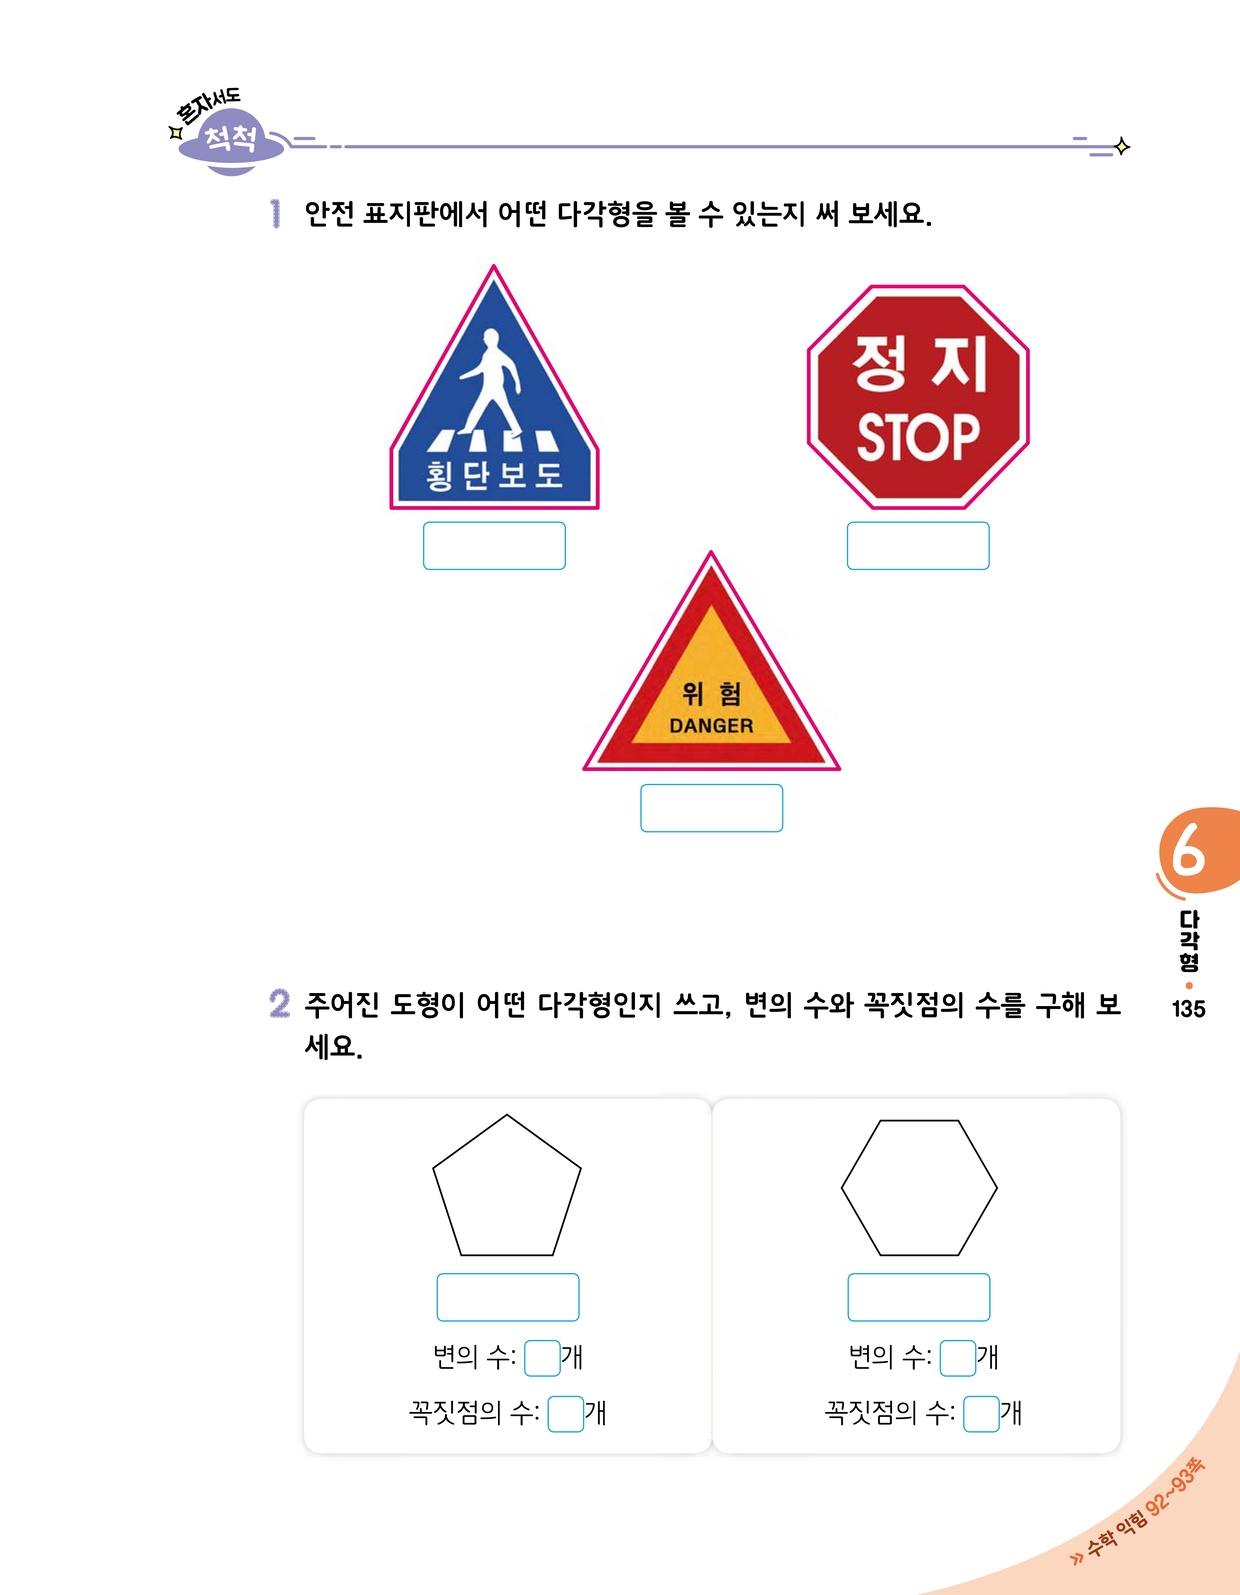 혼자서도
척척
1 안전 표지판에서 어떤 다각형을 볼 수 있는지 써 보세요.
횡단보도
정지
STOP
위험
DANGER
6
다각형
135
2 주어진 도형이 어떤 다각형인지 쓰고, 변의 수와 꼭짓점의 수를 구해 보
세요.
변의 수: 개
꼭짓점의 수: 개
변의 수: 개
꼭짓점의 수: 개
» 수학 익힘 92~93쪽